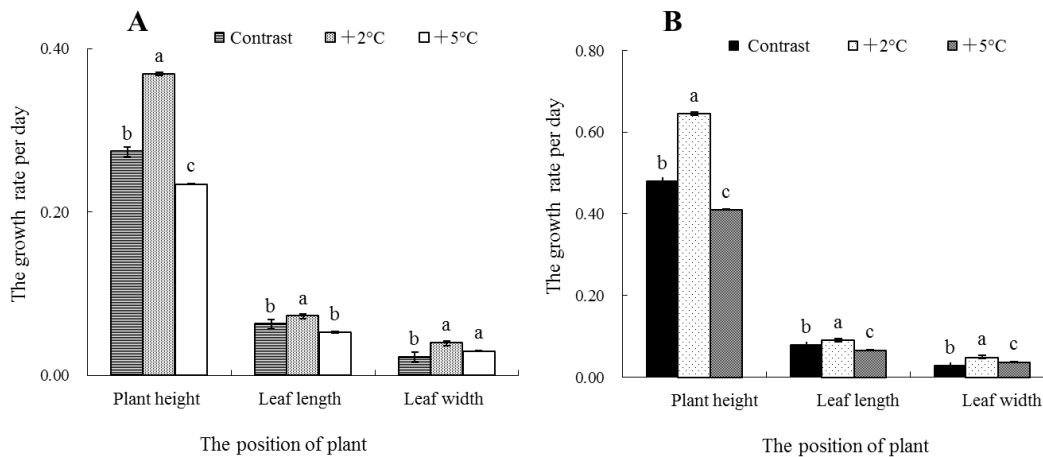 A
Contrast ＋2°C ＋5°C
The growth rate per day
0.40
0.20
0.00
b a c
b a b
b a a
Plant height Leaf length Leaf width
The position of plant
B
Contrast ＋2°C ＋5°C
The growth rate per day
0.80
0.60
0.40
0.20
0.00
b a c
b a c
b a c
Plant height Leaf length Leaf width
The position of plant